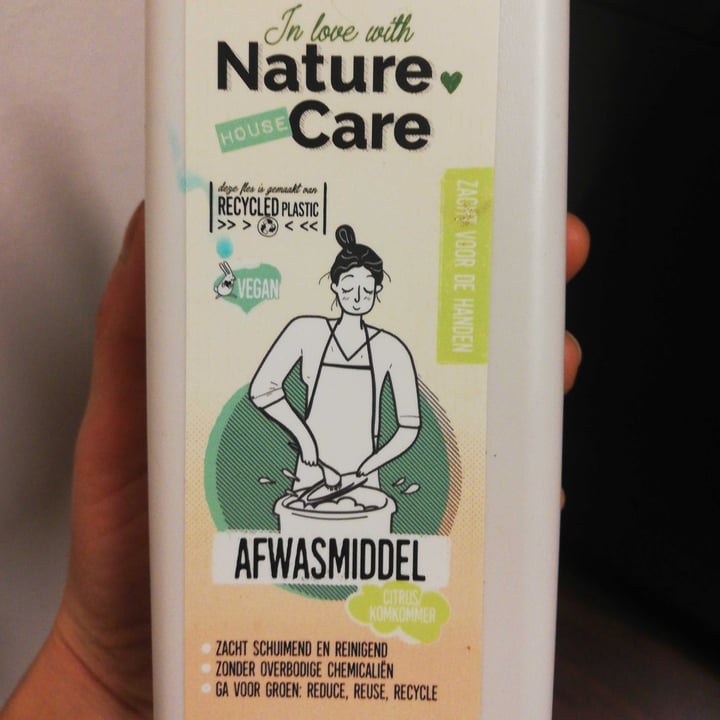 In love with
Nature
HOUSE Care
deze fles is gemaakt van
RECYCLED PLASTIC
>> > < <<
ZACHT VOOR DE HANDEN
VEGAN
AFWASMIDDEL
CITRUS/
KOMKOMMER
ZACHT SCHUIMEND EN REINIGEND
ZONDER OVERBODIGE CHEMICALIËN
GA VOOR GROEN: REDUCE, REUSE, RECYCLE